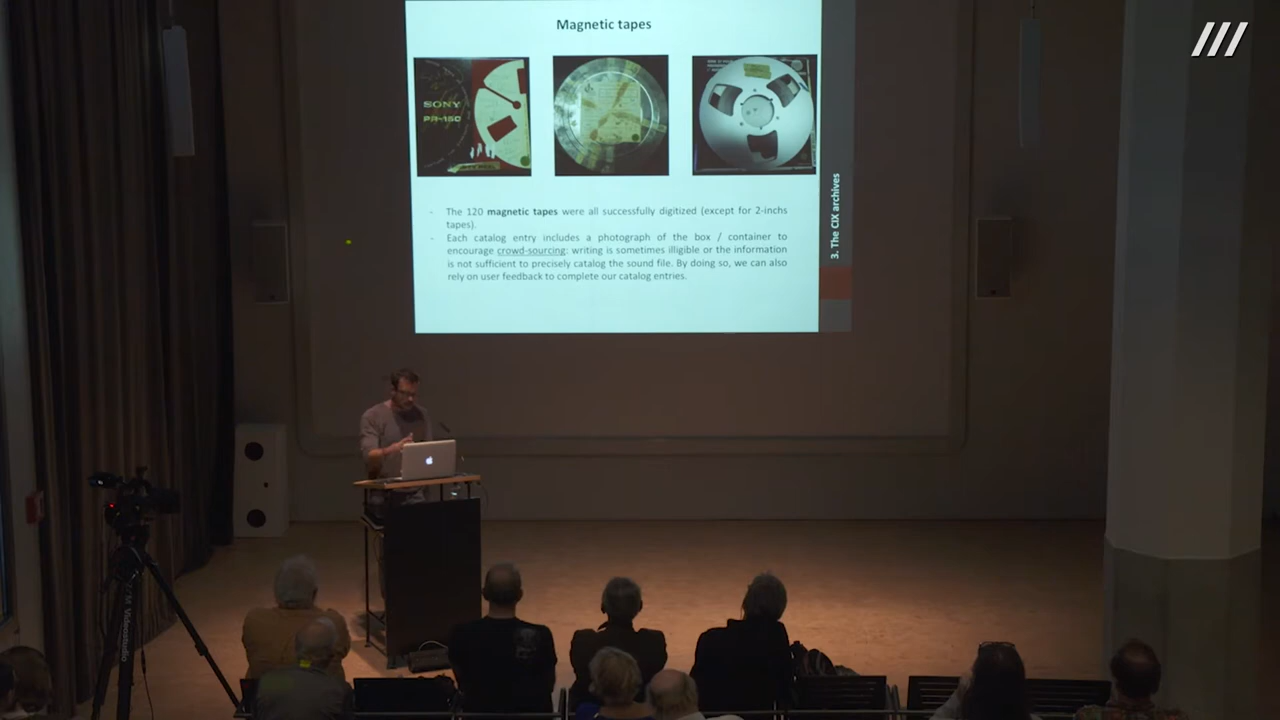 Magnetic tapes
SONY
PR-150
- The 120 magnetic tapes were all successfully digitized (except for 2-inchs
tapes).
- Each catalog entry includes a photograph of the box / container to
encourage crowd-sourcing: writing is sometimes illigible or the information
is not sufficient to precisely catalog the sound file. By doing so, we can also
rely on user feedback to complete our catalog entries.
3. The CIX archives